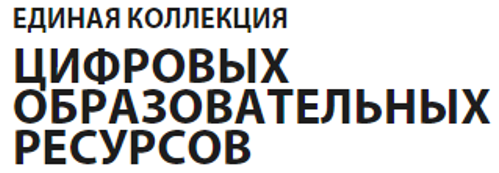 ЕДИНАЯ КОЛЛЕКЦИЯ
ЦИФРОВЫХ
ОБРАЗОВАТЕЛЬНЫХ
РЕСУРСОВ